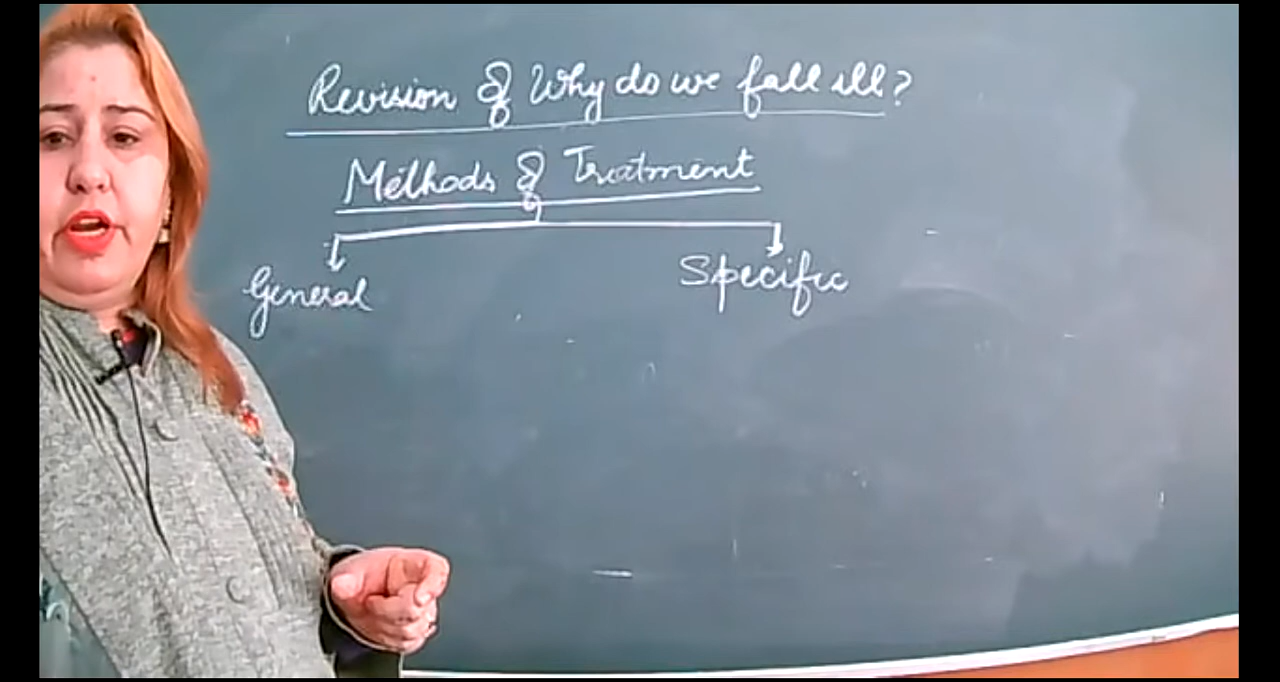 Revision of Why do we fall ill?
Methods of Treatment
General
Specific